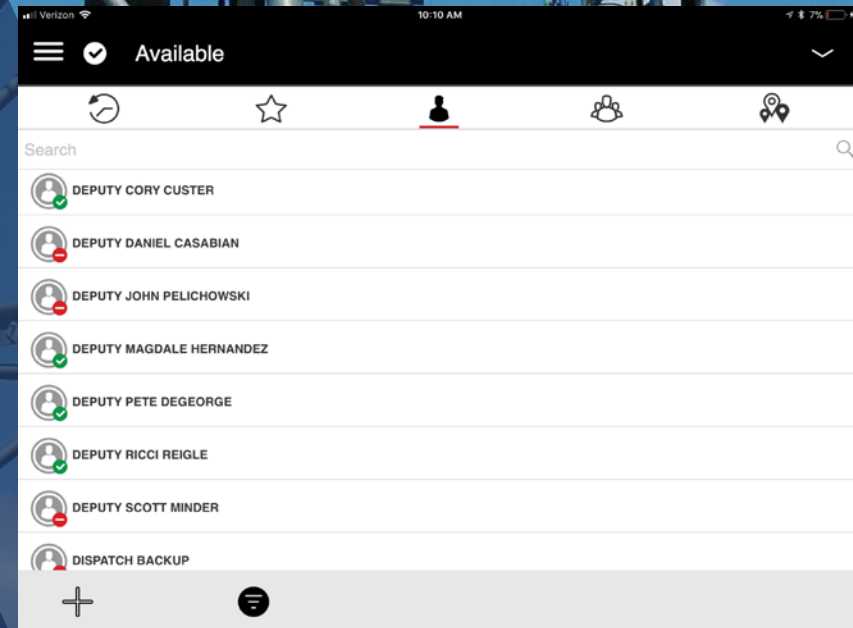 Verizon
10:10 AM
7%
Available
Search
DEPUTY CORY CUSTER
DEPUTY DANIEL CASABIAN
DEPUTY JOHN PELICHOWSKI
DEPUTY MAGDALE HERNANDEZ
DEPUTY PETE DEGEORGE
DEPUTY RICCI REIGLE
DEPUTY SCOTT MINDER
DISPATCH BACKUP